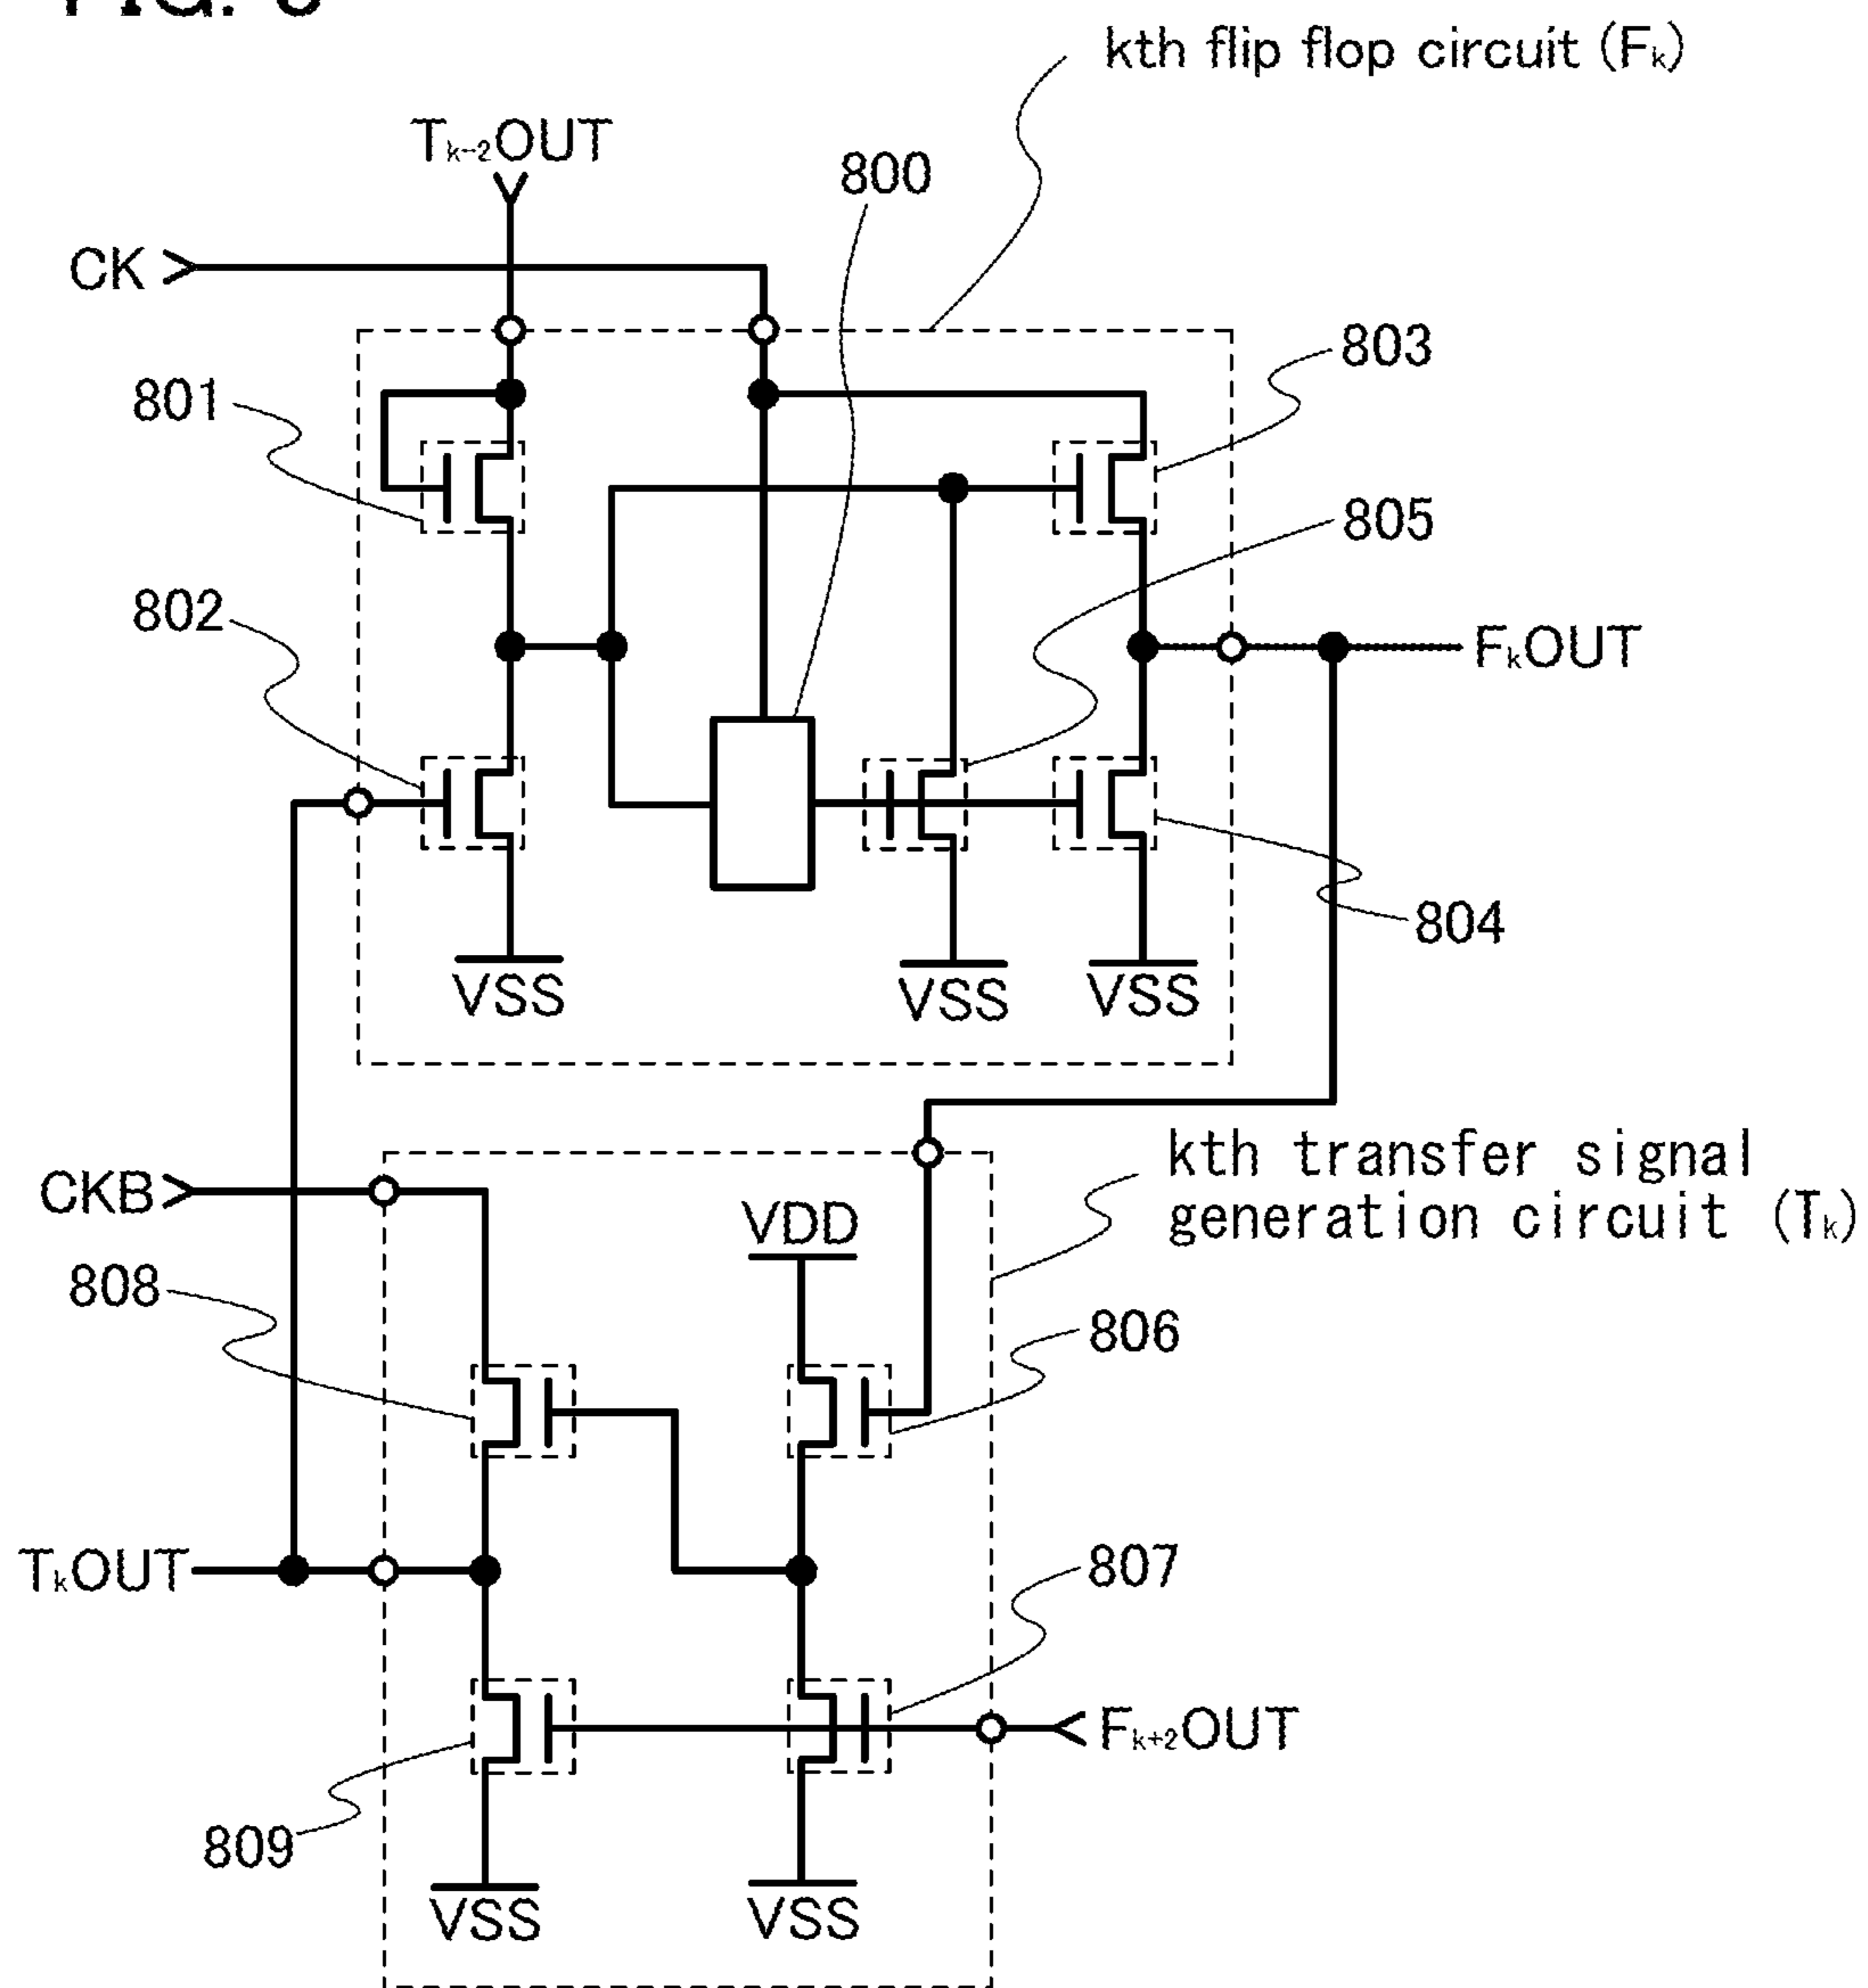 kth flip flop circuit (Fk)
Tk-2OUT
800
CK
803
801
805
802
FkOUT
804
VSS
VSS
VSS
kth transfer signal
generation circuit (Tk)
CKB
VDD
808
806
TkOUT
807
Fk+2OUT
809
VSS
VSS